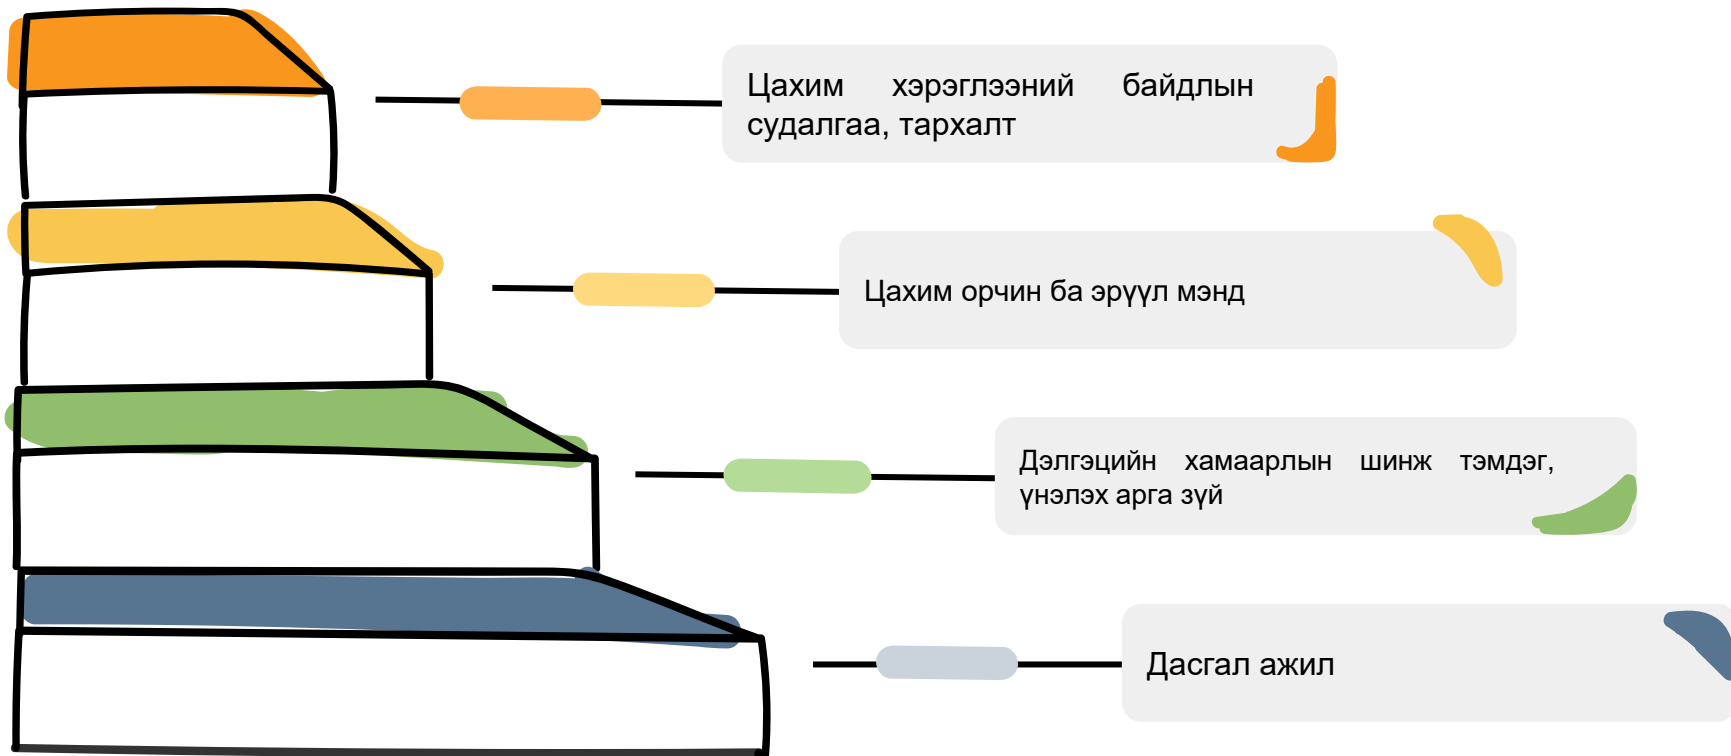 Цахим хэрэглээний байдлын
судалгаа, тархалт
Цахим орчин ба эрүүл мэнд
Дэлгэцийн хамаарлын шинж тэмдэг,
үнэлэх арга зүй
Дасгал ажил